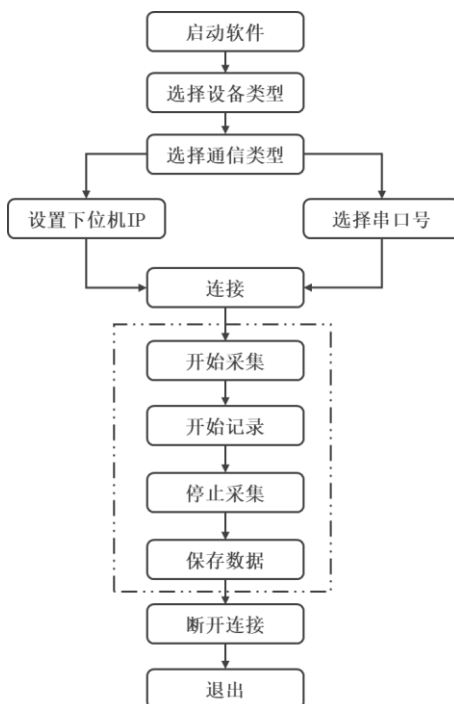 启动软件
选择设备类型
选择通信类型
设置下位机IP
选择串口号
连接
开始采集
开始记录
停止采集
保存数据
断开连接
退出